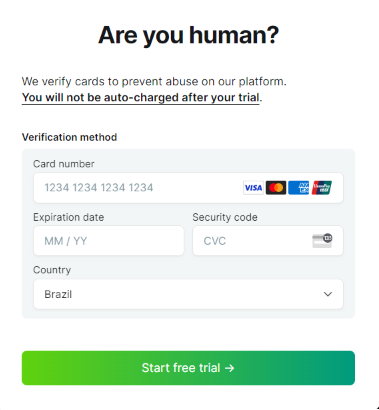 Are you human?
We verify cards to prevent abuse on our platform.
You will not be auto-charged after your trial.
Verification method
Card number
1234 1234 1234 1234 VISA
Expiration date Security code
MM / YY CVC
Country
Brazil
Start free trial →